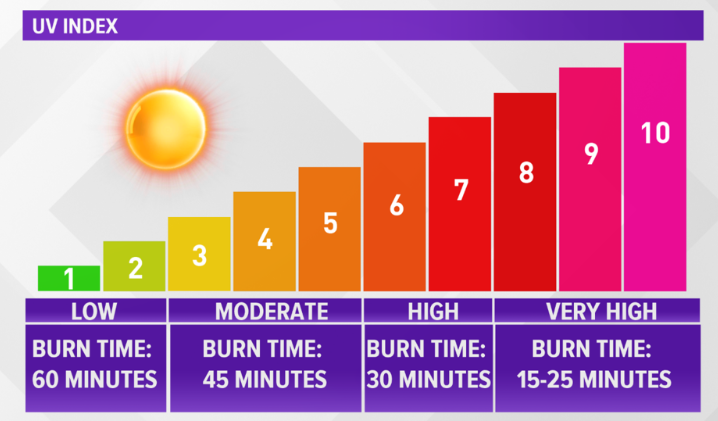 UV INDEX
1
2
3
4
5
6
7
8
9
10
LOW
MODERATE
HIGH
VERY HIGH
BURN TIME:
60 MINUTES
BURN TIME:
45 MINUTES
BURN TIME:
30 MINUTES
BURN TIME:
15-25 MINUTES